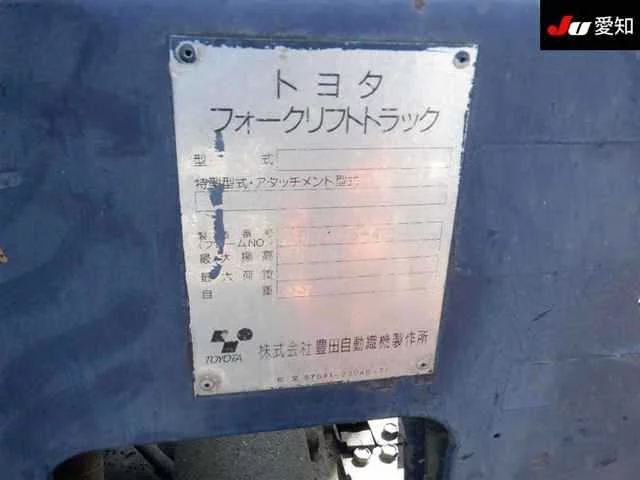 JU 愛知
トヨタ
フォークリフトトラック
型式
特型型式・アタッチメント型式
製造番号
(フレームNO)
最大揚高
最大荷重
自重
TOYOTA 株式会社 豊田自動織機製作所